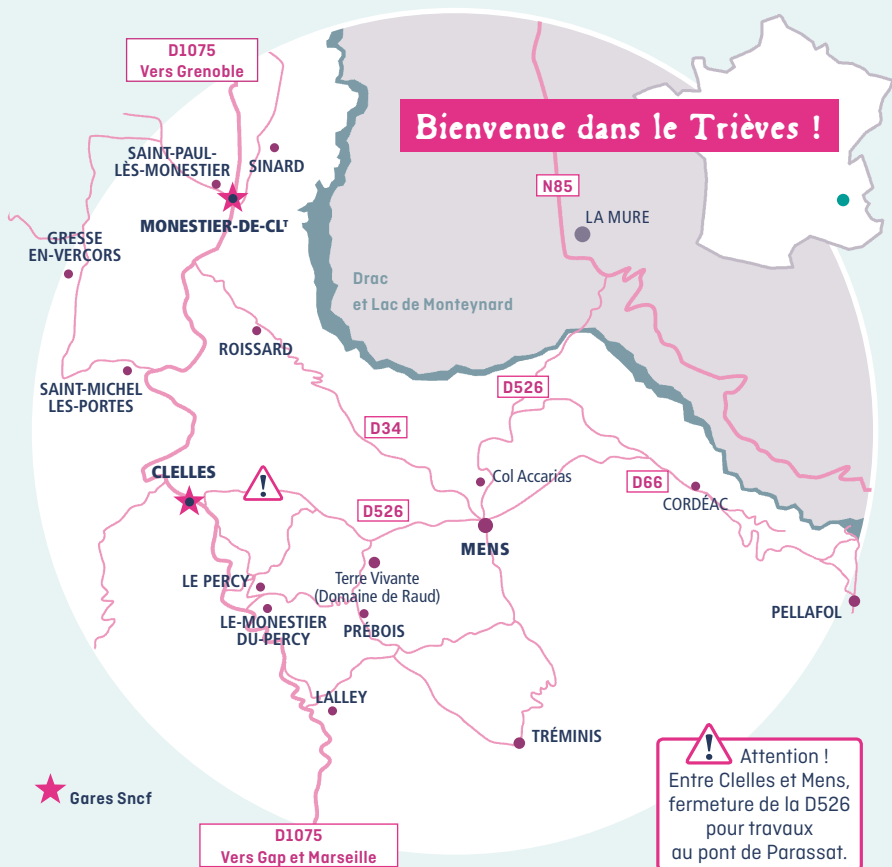 D1075
Vers Grenoble
Bienvenue dans le Trièves !
SAINT-PAUL-
LÈS-MONESTIER
SINARD
N85
MONESTIER-DE-CLᵀ
LA MURE
GRESSE
EN-VERCORS
Drac
et Lac de Monteynard
ROISSARD
SAINT-MICHEL
LES-PORTES
D526
D34
CLELLES
!
Col Accarias
D66
CORDÉAC
D526
MENS
LE PERCY
Terre Vivante
(Domaine de Raud)
LE-MONESTIER
DU-PERCY
PRÉBOIS
PELLAFOL
LALLEY
TRÉMINIS
Gares Sncf
D1075
Vers Gap et Marseille
! Attention !
Entre Clelles et Mens,
fermeture de la D526
pour travaux
au pont de Parassat.